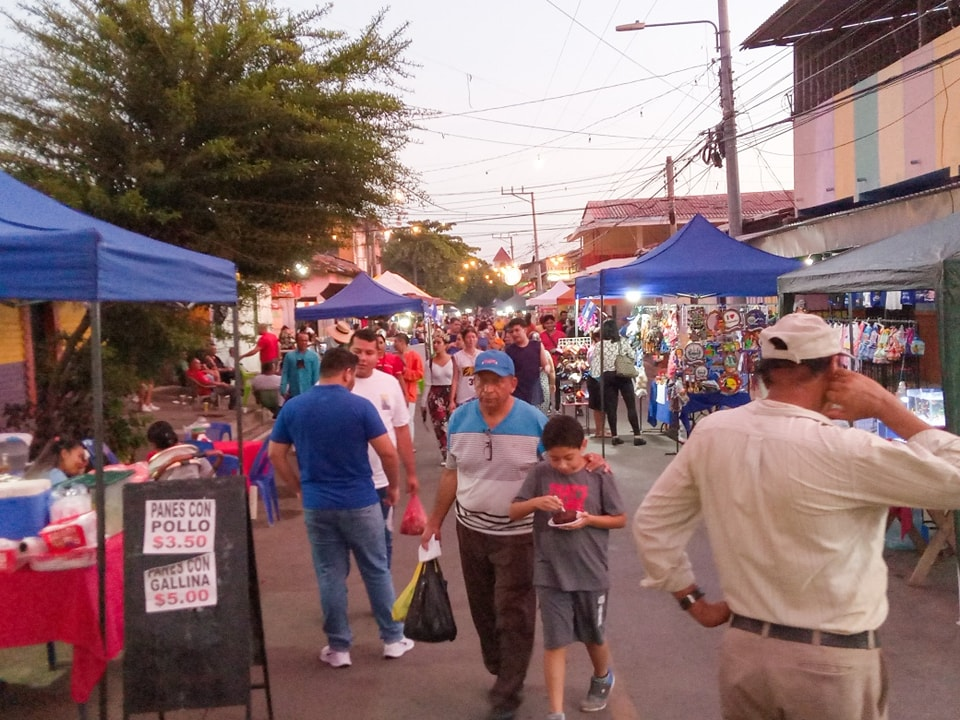 PANES CON
POLLO
$3.50
PANES CON
GALLINA
$5.00